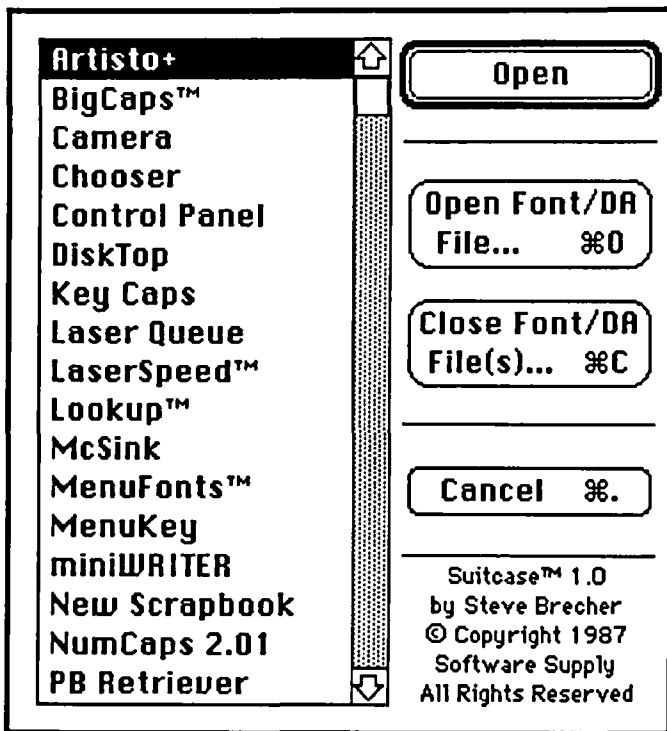 Artisto+
BigCaps™
Camera
Chooser
Control Panel
DiskTop
Key Caps
Laser Queue
LaserSpeed™
Lookup™
McSink
MenuFonts™
MenuKey
miniWRITER
New Scrapbook
NumCaps 2.01
PB Retriever
Open
Open Font/DA
File... ⌘O
Close Font/DA
File(s)... ⌘C
Cancel ⌘.
Suitcase™ 1.0
by Steve Brecher
© Copyright 1987
Software Supply
All Rights Reserved